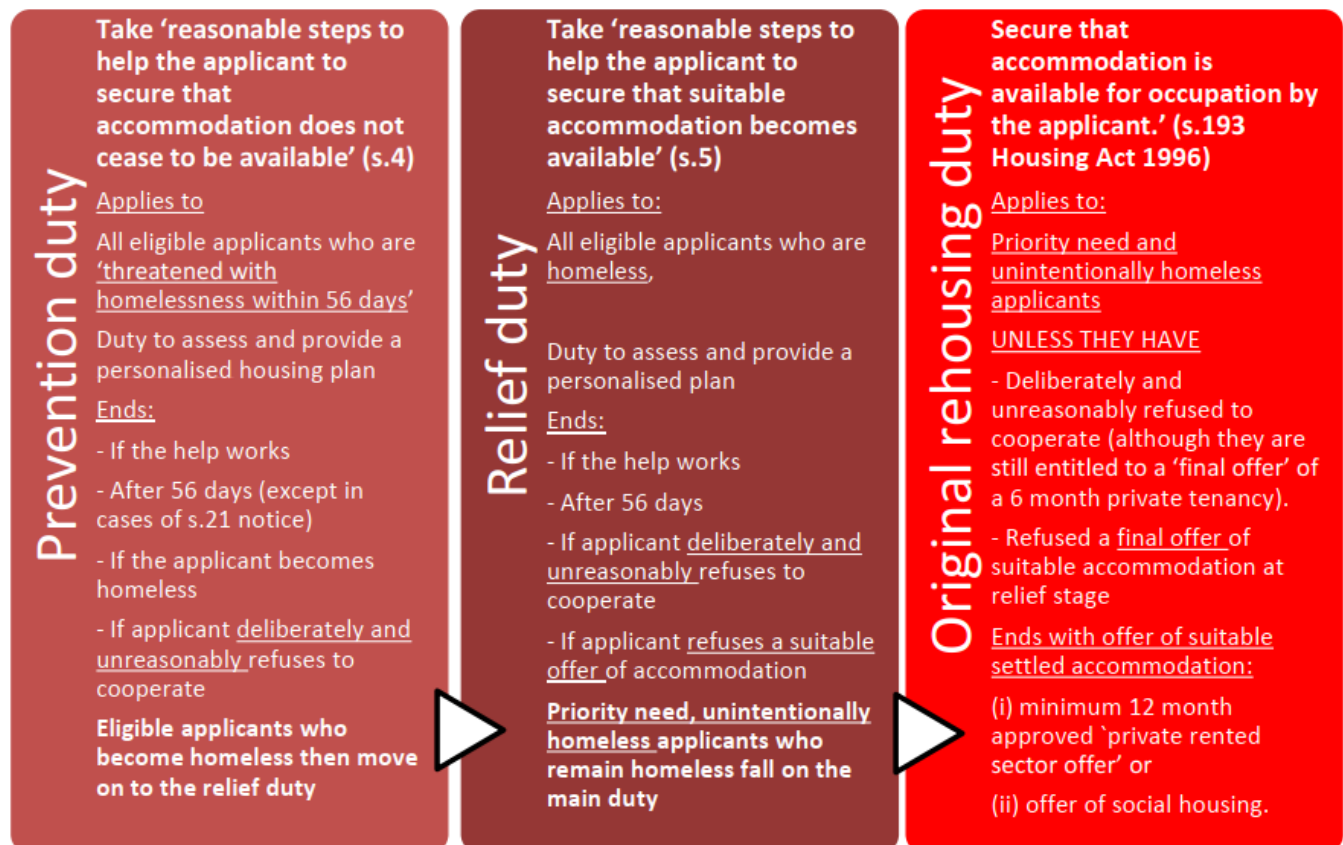 Prevention duty
Take ‘reasonable steps to
help the applicant to
secure that
accommodation does not
cease to be available’ (s.4)
Applies to
All eligible applicants who are
‘threatened with
homelessness within 56 days’
Duty to assess and provide a
personalised housing plan
Ends:
- If the help works
- After 56 days (except in
cases of s.21 notice)
- If the applicant becomes
homeless
- If applicant deliberately and
unreasonably refuses to
cooperate
Eligible applicants who
become homeless then move
on to the relief duty
Relief duty
Take ‘reasonable steps to
help the applicant to
secure that suitable
accommodation becomes
available’ (s.5)
Applies to:
All eligible applicants who are
homeless,
Duty to assess and provide a
personalised plan
Ends:
- If the help works
- After 56 days
- If applicant deliberately and
unreasonably refuses to
cooperate
- If applicant refuses a suitable
offer of accommodation
Priority need, unintentionally
homeless applicants who
remain homeless fall on the
main duty
Original rehousing duty
Secure that
accommodation is
available for occupation by
the applicant.’ (s.193
Housing Act 1996)
Applies to:
Priority need and
unintentionally homeless
applicants
UNLESS THEY HAVE
- Deliberately and
unreasonably refused to
cooperate (although they are
still entitled to a ‘final offer’ of
a 6 month private tenancy).
- Refused a final offer of
suitable accommodation at
relief stage
Ends with offer of suitable
settled accommodation:
(i) minimum 12 month
approved `private rented
sector offer’ or
(ii) offer of social housing.